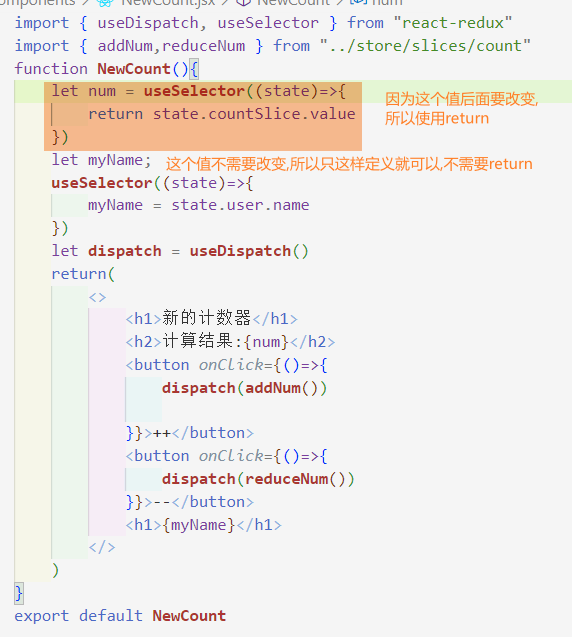 omponents / NewCount.jsx / NewCount / num
import { useDispatch, useSelector } from "react-redux"
import { addNum,reduceNum } from "../store/slices/count"
function NewCount(){
let num = useSelector((state)=>{
return state.countSlice.value
})
因为这个值后面要改变,
所以使用return
let myName;
这个值不需要改变,所以只这样定义就可以,不需要return
useSelector((state)=>{
myName = state.user.name
})
let dispatch = useDispatch()
return(
<>
<h1>新的计数器</h1>
<h2>计算结果:{num}</h2>
<button onClick={()=>{
dispatch(addNum())
}}>++</button>
<button onClick={()=>{
dispatch(reduceNum())
}}>--</button>
<h1>{myName}</h1>
</>
)
}
export default NewCount